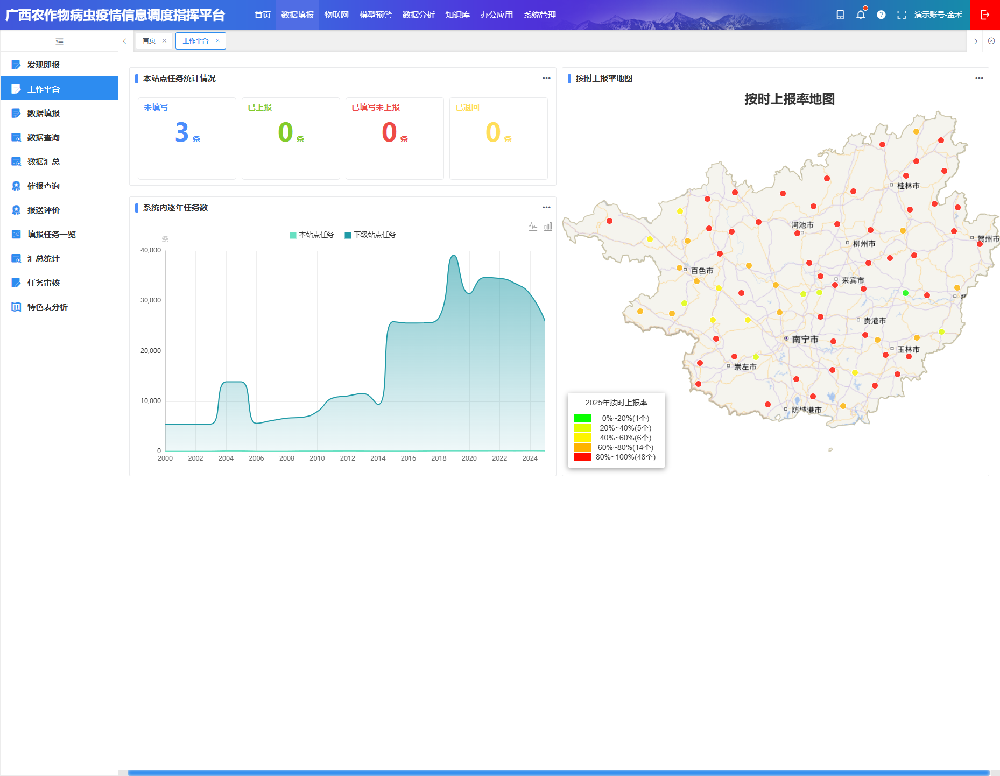 广西农作物病虫疫情信息调度指挥平台
首页 数据填报 物联网 模型预警 数据分析 知识库 办公应用 系统管理
演示账号-金禾
首页
工作平台
发现即报
工作平台
数据填报
数据查询
数据汇总
催报查询
报送评价
填报任务一览
汇总统计
任务审核
特色表分析
本站点任务统计情况
未填写
3 条
已上报
0 条
已填写未上报
0 条
已退回
0 条
系统内逐年任务数
条
本站点任务 下级站点任务
40,000
30,000
20,000
10,000
0
2000 2002 2004 2006 2008 2010 2012 2014 2016 2018 2020 2022 2024
按时上报率地图
按时上报率地图
桂林市
河池市
贺州市
柳州市
百色市
来宾市
贵港市
南宁市
玉林市
崇左市
防城港市
2025年按时上报率
0%~20%(1个)
20%~40%(5个)
40%~60%(6个)
60%~80%(14个)
80%~100%(48个)